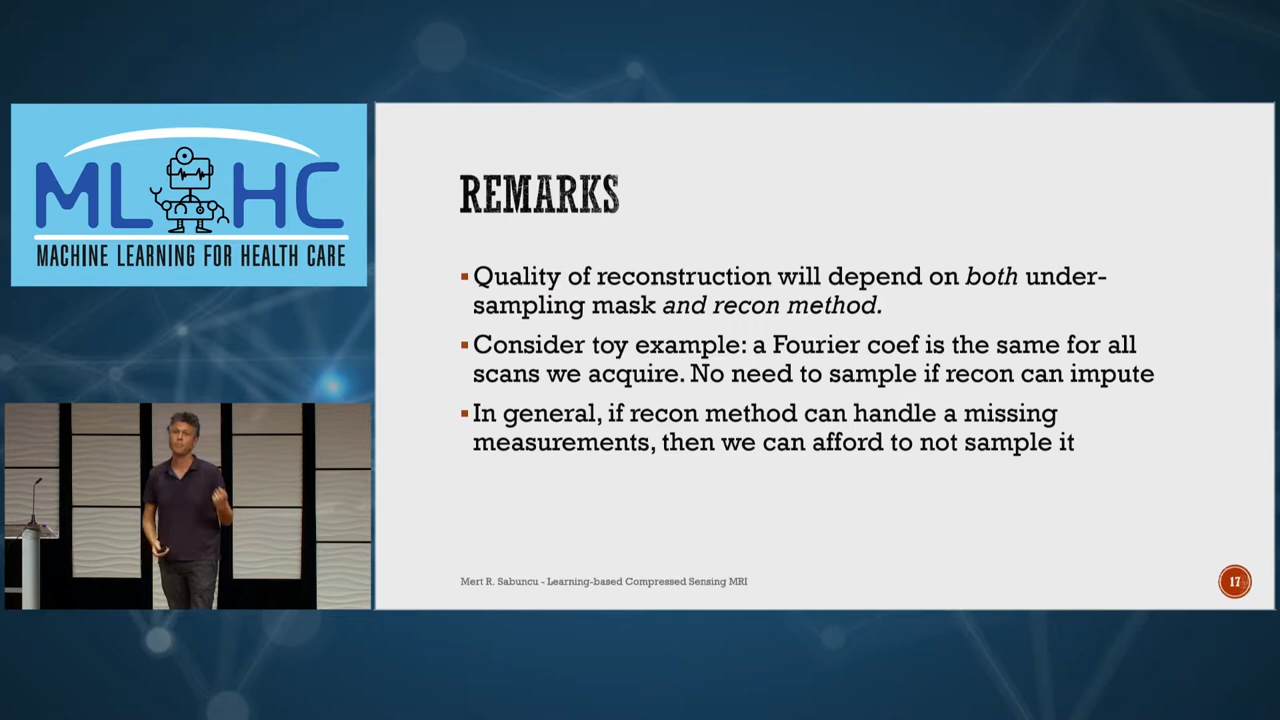 MLHC
MACHINE LEARNING FOR HEALTH CARE
REMARKS
▪Quality of reconstruction will depend on both under-
sampling mask and recon method.
▪Consider toy example: a Fourier coef is the same for all
scans we acquire. No need to sample if recon can impute
▪In general, if recon method can handle a missing
measurements, then we can afford to not sample it
Mert R. Sabuncu - Learning-based Compressed Sensing MRI
17